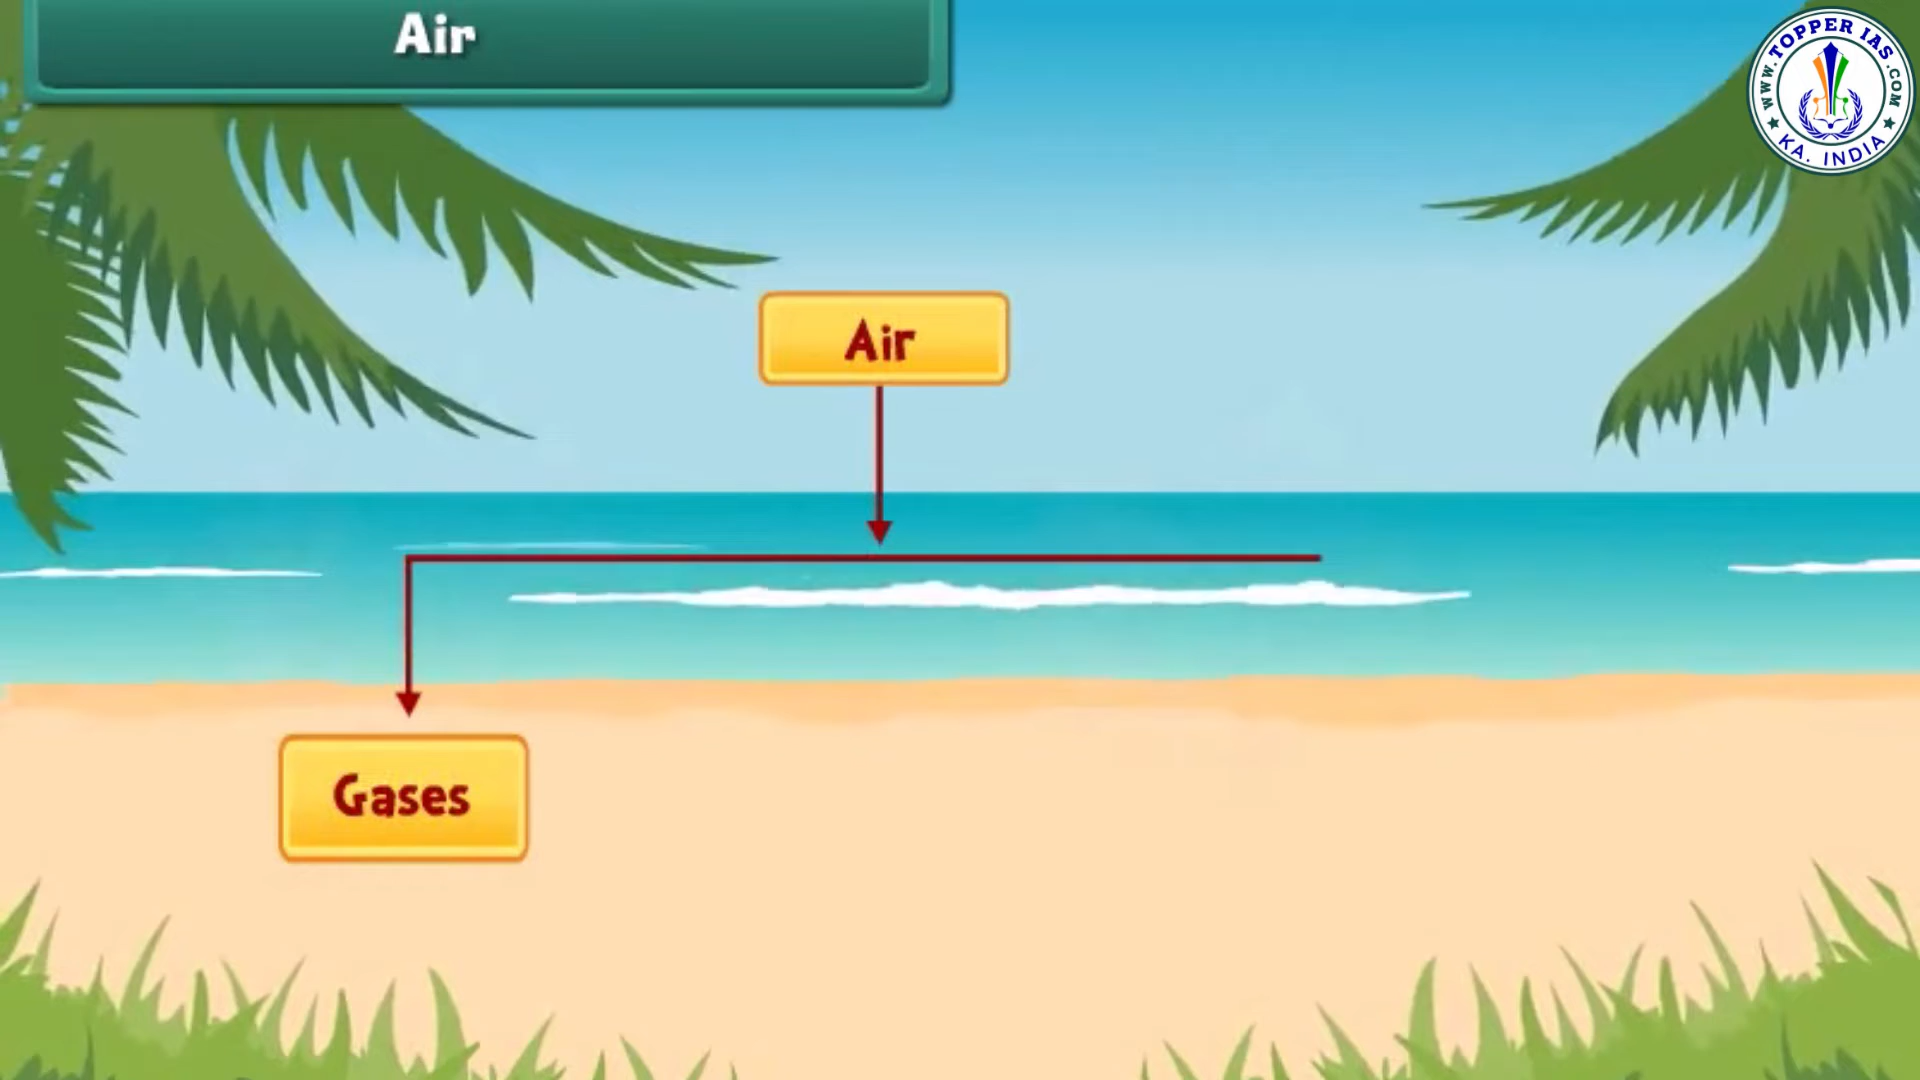 Air
WWW.TOPPER IAS.COM
★ KA. INDIA ★
Air
Gases